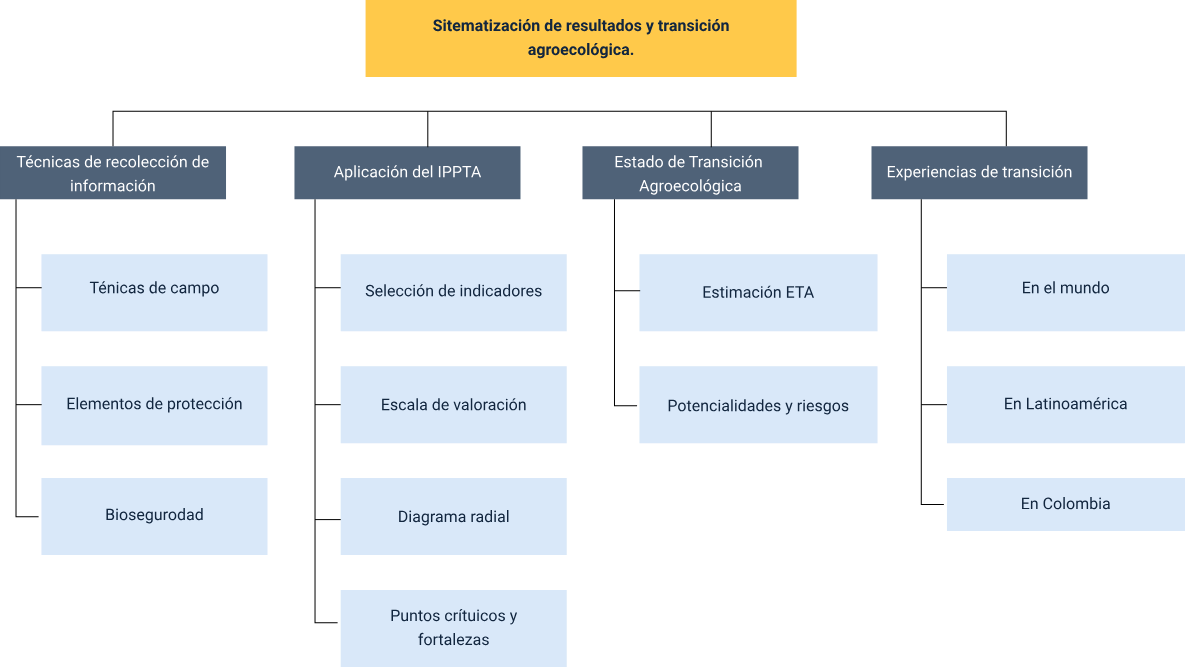 Sitematización de resultados y transición
agroecológica.
Técnicas de recolección de
información
Ténicas de campo
Elementos de protección
Biosegurodad
Aplicación del IPPTA
Selección de indicadores
Escala de valoración
Diagrama radial
Puntos crítuicos y
fortalezas
Estado de Transición
Agroecológica
Estimación ETA
Potencialidades y riesgos
Experiencias de transición
En el mundo
En Latinoamérica
En Colombia